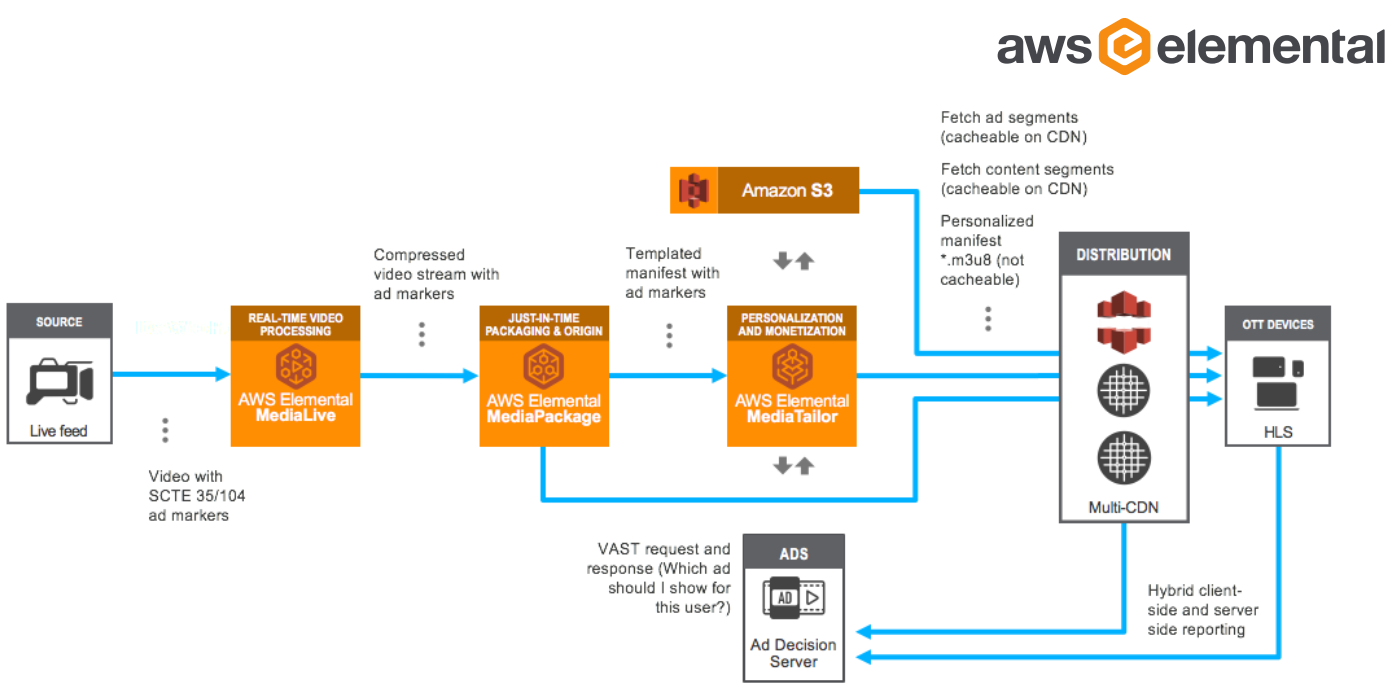 aws elemental
Fetch ad segments
(cacheable on CDN)
Fetch content segments
(cacheable on CDN)
Personalized
manifest
*.m3u8 (not
cacheable)
Amazon S3
Compressed
video stream with
ad markers
Templated
manifest with
ad markers
SOURCE
Live feed
Video with
SCTE 35/104
ad markers
REAL-TIME VIDEO
PROCESSING
AWS Elemental
MediaLive
JUST-IN-TIME
PACKAGING & ORIGIN
AWS Elemental
MediaPackage
PERSONALIZATION
AND MONETIZATION
AWS Elemental
MediaTailor
DISTRIBUTION
Multi-CDN
OTT DEVICES
HLS
VAST request and
response (Which ad
should I show for
this user?)
ADS
AD
Ad Decision
Server
Hybrid client-
side and server
side reporting